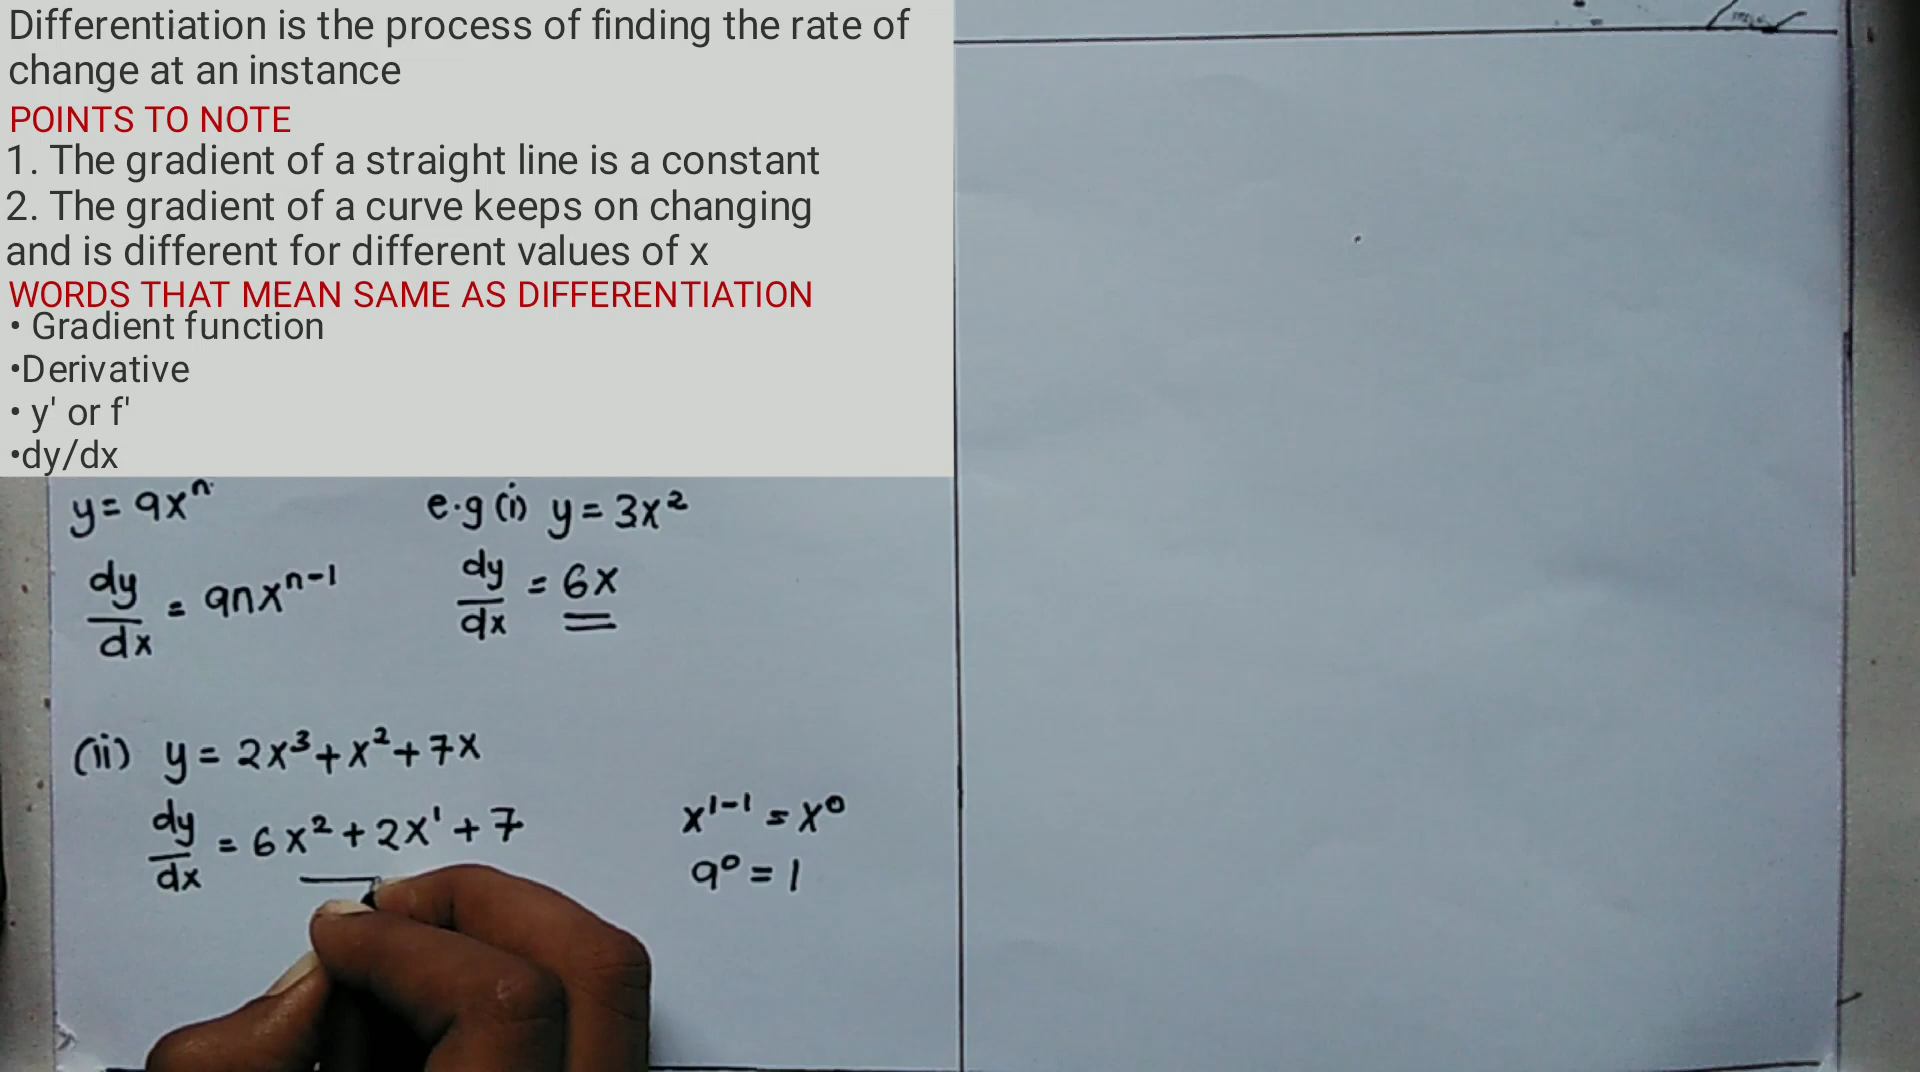 Differentiation is the process of finding the rate of
change at an instance
POINTS TO NOTE
1. The gradient of a straight line is a constant
2. The gradient of a curve keeps on changing
and is different for different values of x
WORDS THAT MEAN SAME AS DIFFERENTIATION
• Gradient function
•Derivative
• y' or f'
•dy/dx
y = axⁿ
dy/dx = anxⁿ⁻¹
e.g (i) y = 3x²
dy/dx = 6x
(ii) y = 2x³ + x² + 7x
dy/dx = 6x² + 2x¹ + 7
x¹⁻¹ = x⁰
a⁰ = 1